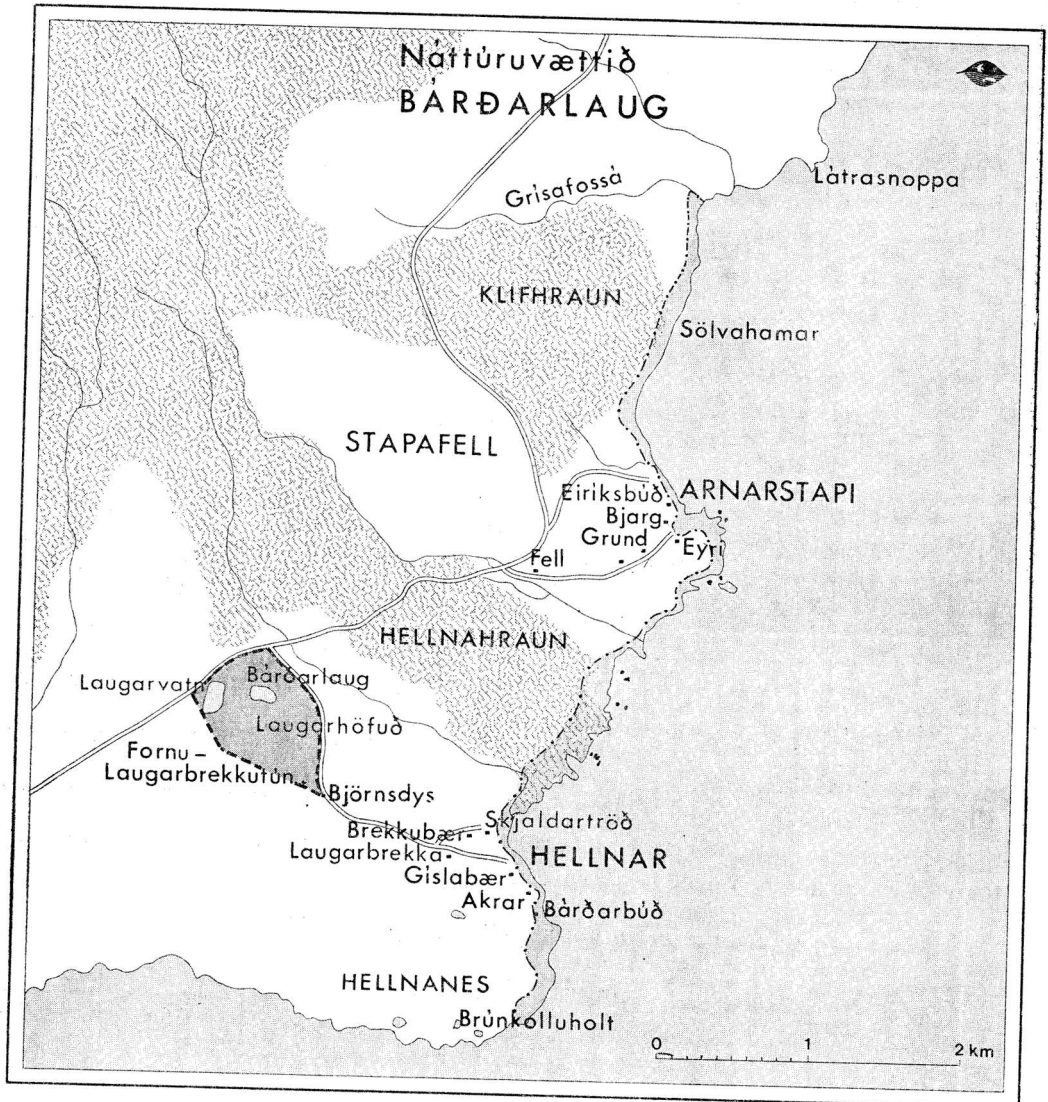 Náttúruvættið
BÁRÐARLAUG
Látrasnoppa
Grísafossá
KLIFHRAUN
Sölvahamar
STAPAFELL
Eiríksbúð
ARNARSTAPI
Bjarg
Grund
Eyri
Fell
HELLNAHRAUN
Laugarvatn
Bárðarlaug
Laugarhöfuð
Fornu-
Laugarbrekkutún
Björnsdys
Brekkubær
Skjaldartröð
Laugarbrekka
HELLNAR
Gíslabær
Akrar
Bárðarbúð
HELLNANES
Brúnkolluholt
0 1 2 km